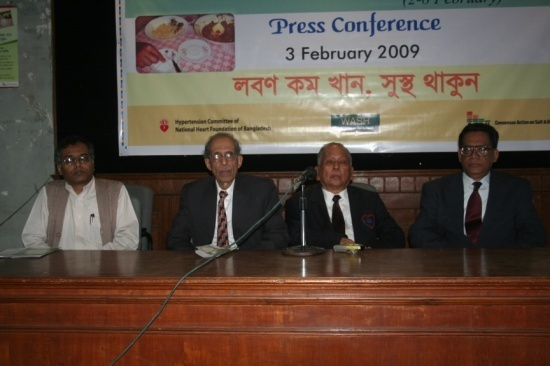 Press Conference
3 February 2009
লবণ কম খান, সুস্থ থাকুন
Hypertension Committee of
National Heart Foundation of Bangladesh
WASH